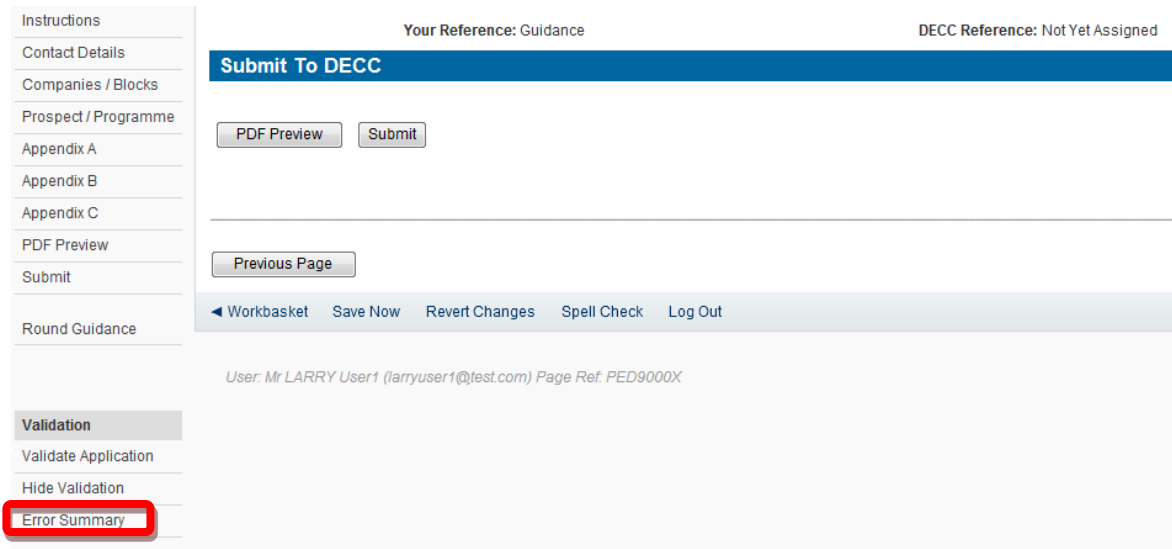 Instructions
Contact Details
Companies / Blocks
Prospect / Programme
Appendix A
Appendix B
Appendix C
PDF Preview
Submit
Round Guidance
Validation
Validate Application
Hide Validation
Error Summary
Your Reference: Guidance
DECC Reference: Not Yet Assigned
Submit To DECC
PDF Preview
Submit
Previous Page
◄ Workbasket Save Now Revert Changes Spell Check Log Out
User: Mr LARRY User1 (larryuser1@test.com) Page Ref: PED9000X